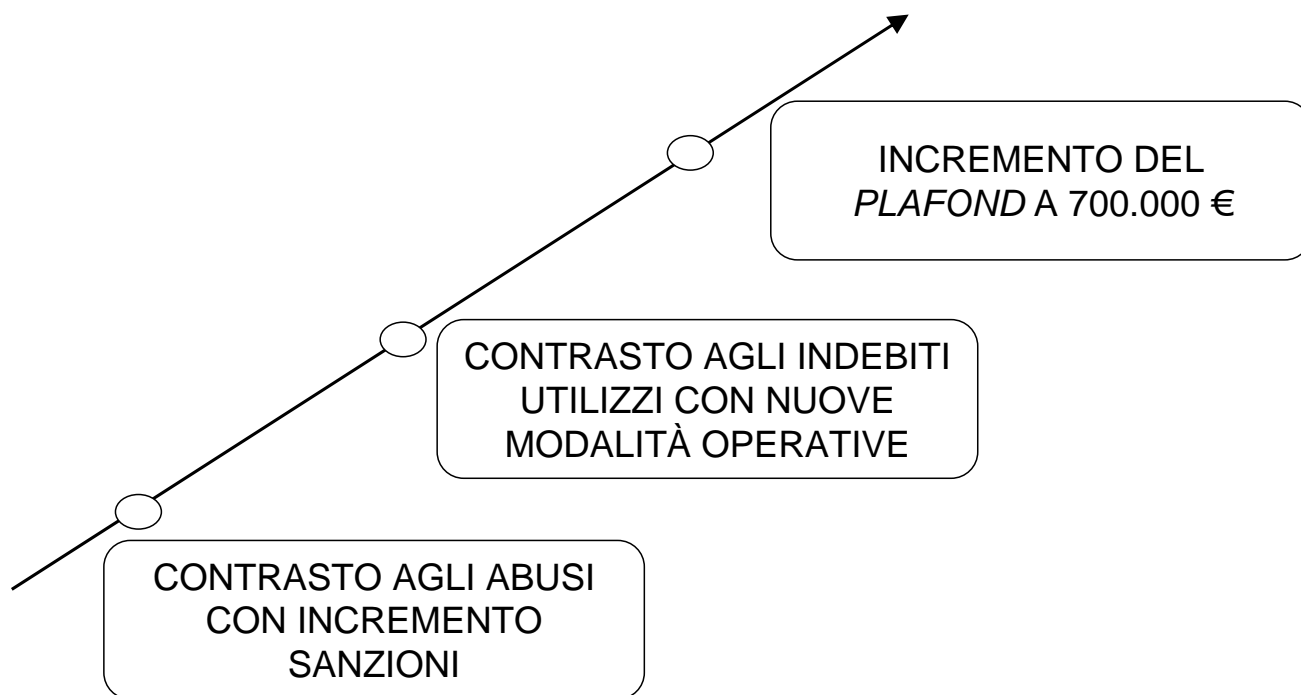 INCREMENTO DEL
PLAFOND A 700.000 €
CONTRASTO AGLI INDEBITI
UTILIZZI CON NUOVE
MODALITÀ OPERATIVE
CONTRASTO AGLI ABUSI
CON INCREMENTO
SANZIONI